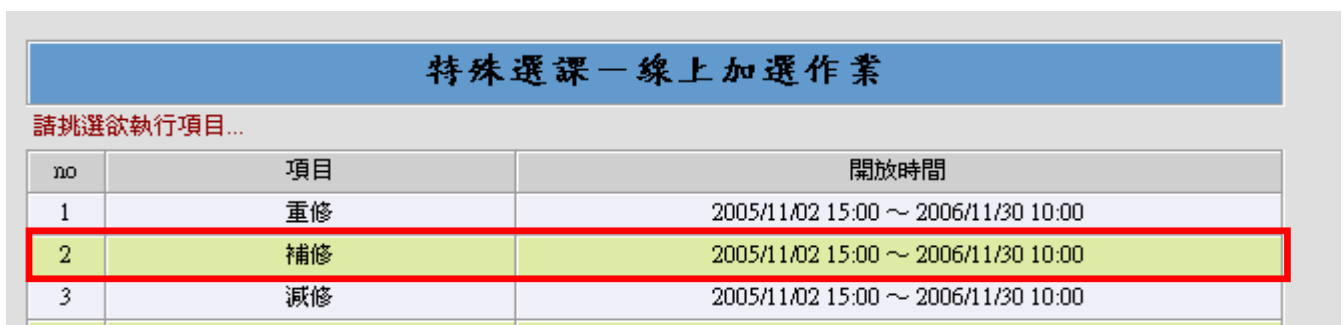 特殊選課－線上加選作業
請挑選欲執行項目...
no 項目 開放時間
1 重修 2005/11/02 15:00 ～ 2006/11/30 10:00
2 補修 2005/11/02 15:00 ～ 2006/11/30 10:00
3 減修 2005/11/02 15:00 ～ 2006/11/30 10:00